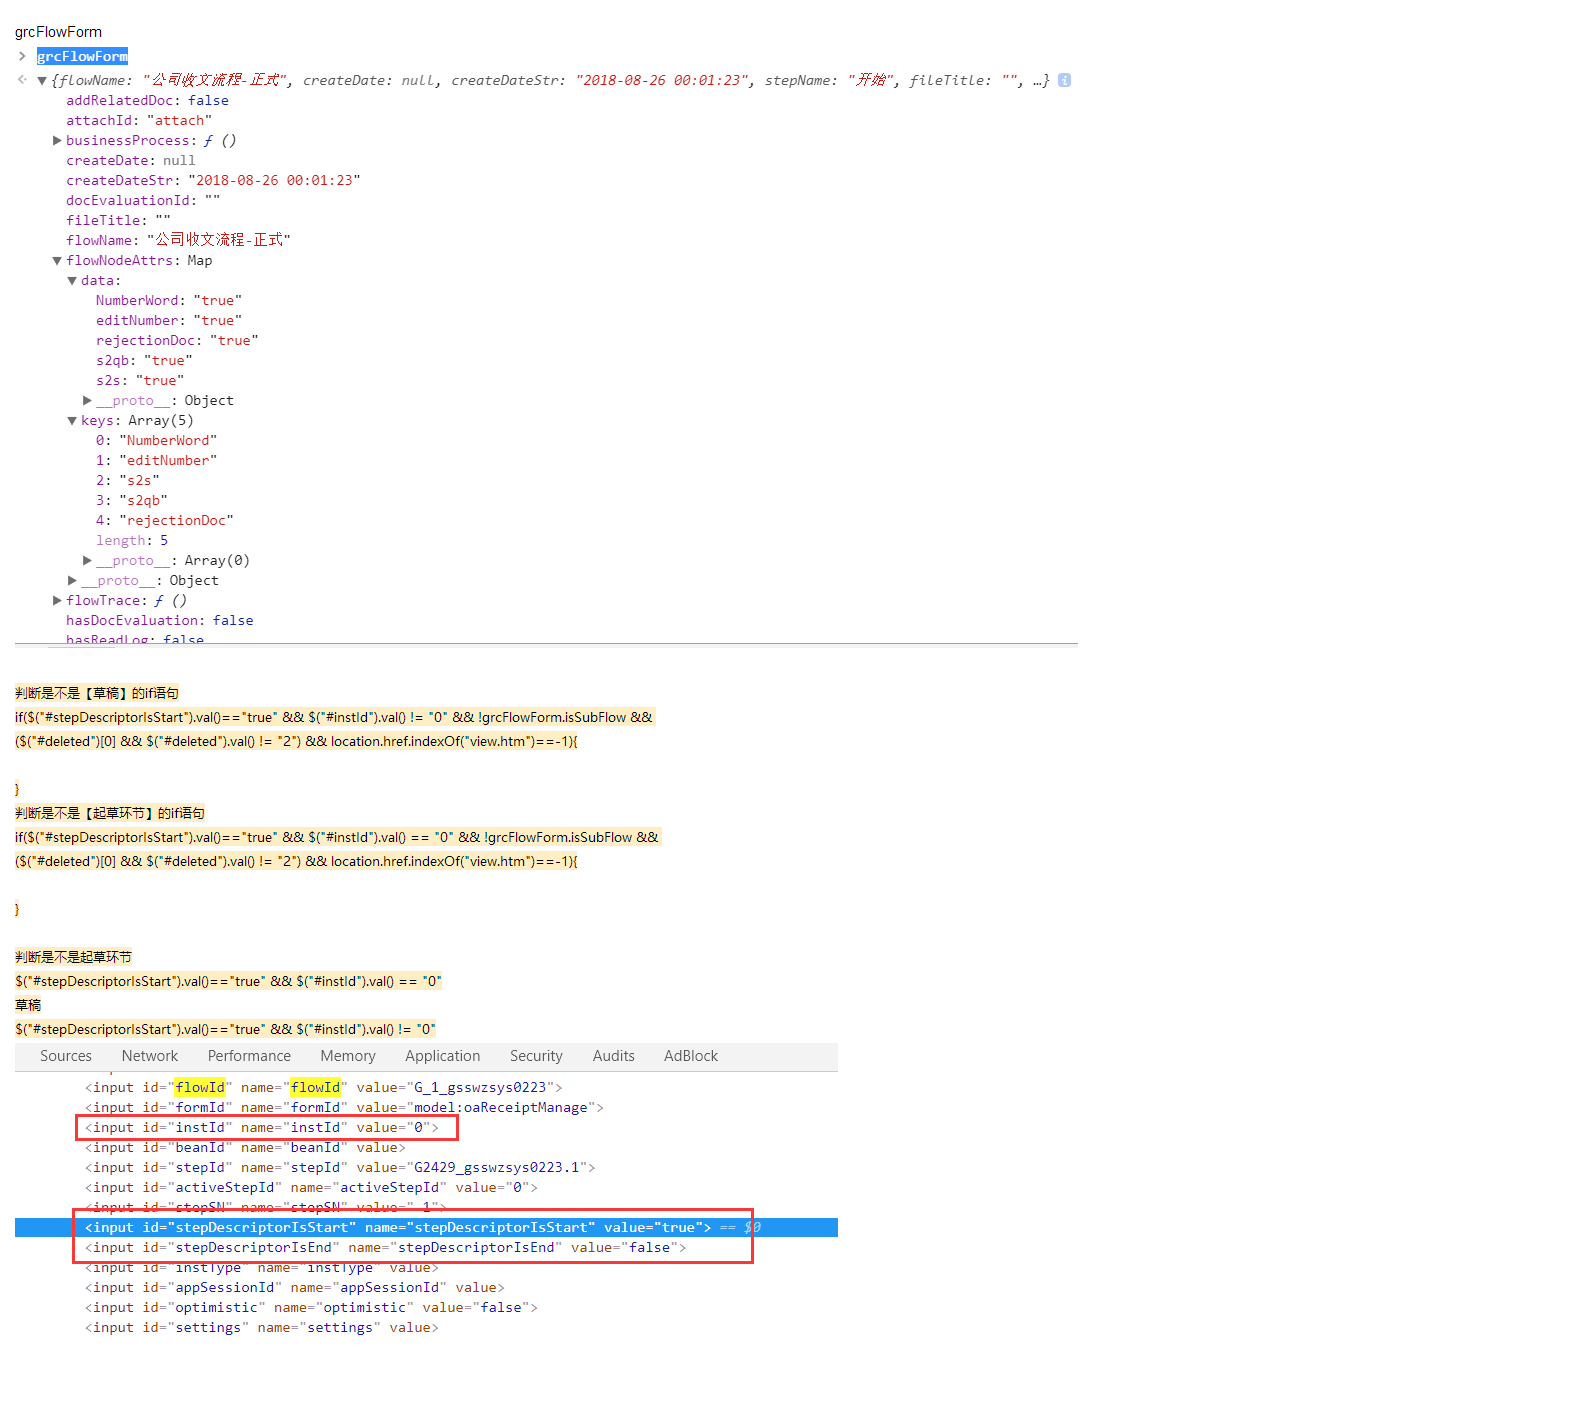 grcFlowForm
> grcFlowForm
<· ▼{flowName: "公司收文流程-正式", createDate: null, createDateStr: "2018-08-26 00:01:23", stepName: "开始", fileTitle: "", …} i
addRelatedDoc: false
attachId: "attach"
▶businessProcess: ƒ ()
createDate: null
createDateStr: "2018-08-26 00:01:23"
docEvaluationId: ""
fileTitle: ""
flowName: "公司收文流程-正式"
▼flowNodeAttrs: Map
▼data:
NumberWord: "true"
editNumber: "true"
rejectionDoc: "true"
s2qb: "true"
s2s: "true"
▶__proto__: Object
▼keys: Array(5)
0: "NumberWord"
1: "editNumber"
2: "s2s"
3: "s2qb"
4: "rejectionDoc"
length: 5
▶__proto__: Array(0)
▶__proto__: Object
▶flowTrace: ƒ ()
hasDocEvaluation: false
hasReadLog: false
判断是不是【草稿】的if语句
if($("#stepDescriptorIsStart").val()=="true" && $("#instId").val() != "0" && !grcFlowForm.isSubFlow &&
($("#deleted")[0] && $("#deleted").val() != "2") && location.href.indexOf("view.htm")==-1){
}
判断是不是【起草环节】的if语句
if($("#stepDescriptorIsStart").val()=="true" && $("#instId").val() == "0" && !grcFlowForm.isSubFlow &&
($("#deleted")[0] && $("#deleted").val() != "2") && location.href.indexOf("view.htm")==-1){
}
判断是不是起草环节
$("#stepDescriptorIsStart").val()=="true" && $("#instId").val() == "0"
草稿
$("#stepDescriptorIsStart").val()=="true" && $("#instId").val() != "0"
Sources Network Performance Memory Application Security Audits AdBlock
<input id="flowId" name="flowId" value="G_1_gsswzsys0223">
<input id="formId" name="formId" value="model:oaReceiptManage">
<input id="instId" name="instId" value="0">
<input id="beanId" name="beanId" value>
<input id="stepId" name="stepId" value="G2429_gsswzsys0223.1">
<input id="activeStepId" name="activeStepId" value="0">
<input id="stepSN" name="stepSN" value="-1">
<input id="stepDescriptorIsStart" name="stepDescriptorIsStart" value="true"> == $0
<input id="stepDescriptorIsEnd" name="stepDescriptorIsEnd" value="false">
<input id="instType" name="instType" value>
<input id="appSessionId" name="appSessionId" value>
<input id="optimistic" name="optimistic" value="false">
<input id="settings" name="settings" value>